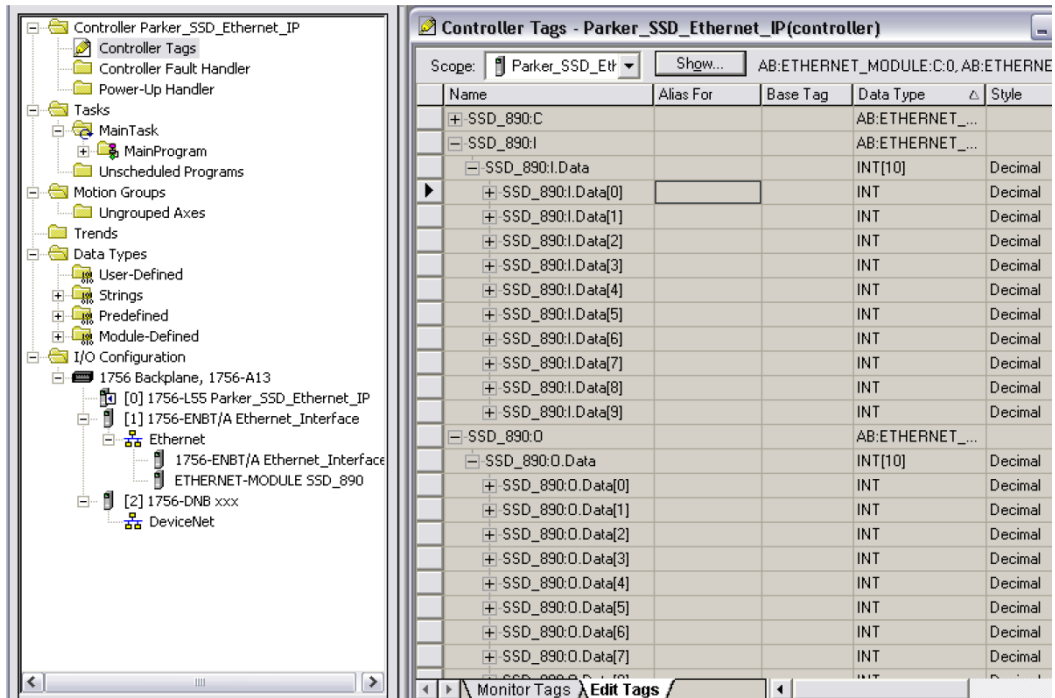 Controller Parker_SSD_Ethernet_IP
Controller Tags
Controller Fault Handler
Power-Up Handler
Tasks
MainTask
MainProgram
Unscheduled Programs
Motion Groups
Ungrouped Axes
Trends
Data Types
User-Defined
Strings
Predefined
Module-Defined
I/O Configuration
1756 Backplane, 1756-A13
[0] 1756-L55 Parker_SSD_Ethernet_IP
[1] 1756-ENBT/A Ethernet_Interface
Ethernet
1756-ENBT/A Ethernet_Interface
ETHERNET-MODULE SSD_890
[2] 1756-DNB xxx
DeviceNet
Controller Tags - Parker_SSD_Ethernet_IP(controller)
Scope: Parker_SSD_Eth Show... AB:ETHERNET_MODULE:C:0, AB:ETHERNE
Name Alias For Base Tag Data Type Style
SSD_890:C AB:ETHERNET_...
SSD_890:I AB:ETHERNET_...
SSD_890:I.Data INT[10] Decimal
SSD_890:I.Data[0] INT Decimal
SSD_890:I.Data[1] INT Decimal
SSD_890:I.Data[2] INT Decimal
SSD_890:I.Data[3] INT Decimal
SSD_890:I.Data[4] INT Decimal
SSD_890:I.Data[5] INT Decimal
SSD_890:I.Data[6] INT Decimal
SSD_890:I.Data[7] INT Decimal
SSD_890:I.Data[8] INT Decimal
SSD_890:I.Data[9] INT Decimal
SSD_890:O AB:ETHERNET_...
SSD_890:O.Data INT[10] Decimal
SSD_890:O.Data[0] INT Decimal
SSD_890:O.Data[1] INT Decimal
SSD_890:O.Data[2] INT Decimal
SSD_890:O.Data[3] INT Decimal
SSD_890:O.Data[4] INT Decimal
SSD_890:O.Data[5] INT Decimal
SSD_890:O.Data[6] INT Decimal
SSD_890:O.Data[7] INT Decimal
Monitor Tags Edit Tags